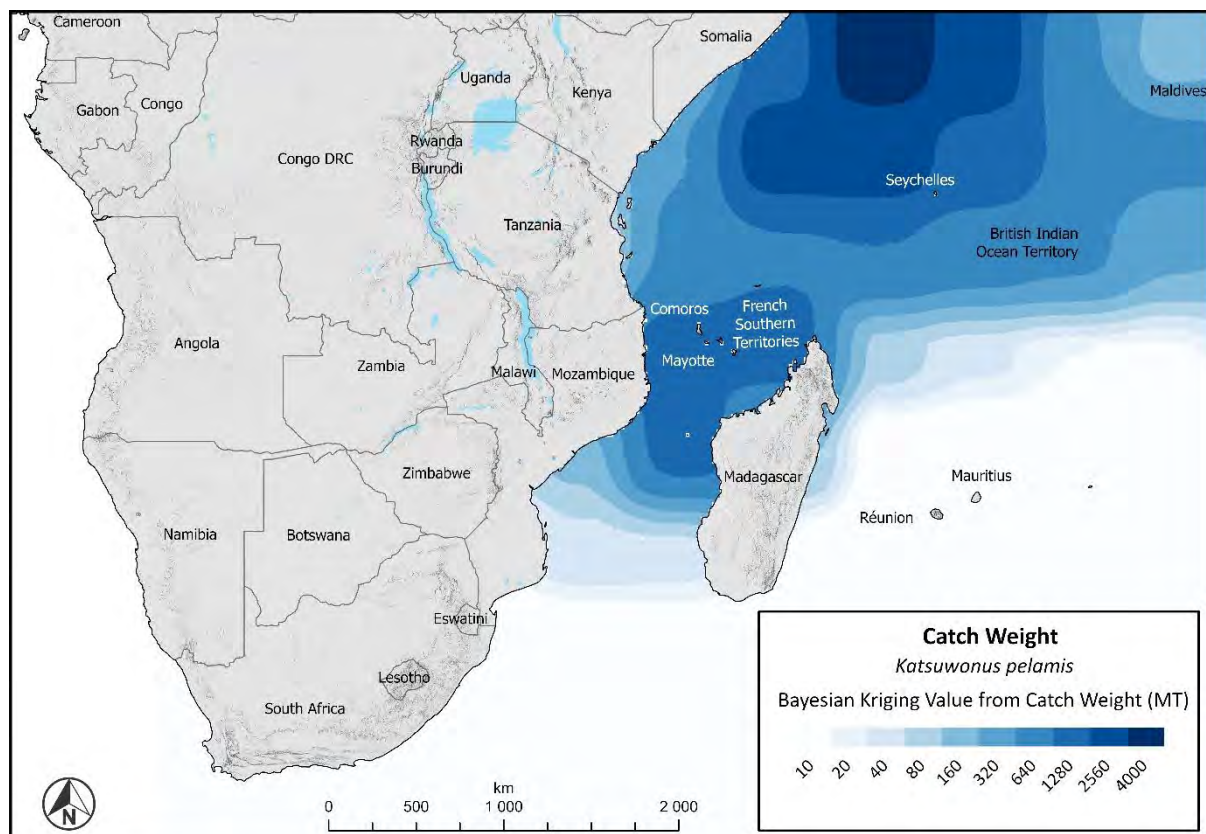 Cameroon
Somalia
Uganda
Kenya
Maldives
Gabon
Congo
Rwanda
Congo DRC
Burundi
Seychelles
Tanzania
British Indian
Ocean Territory
Comoros
French
Southern
Territories
Angola
Mayotte
Zambia
Malawi
Mozambique
Zimbabwe
Madagascar
Mauritius
Réunion
Namibia
Botswana
Eswatini
Lesotho
South Africa
Catch Weight
Katsuwonus pelamis
Bayesian Kriging Value from Catch Weight (MT)
10 20 40 80 160 320 640 1280 2560 4000
km
0 500 1 000 2 000
N